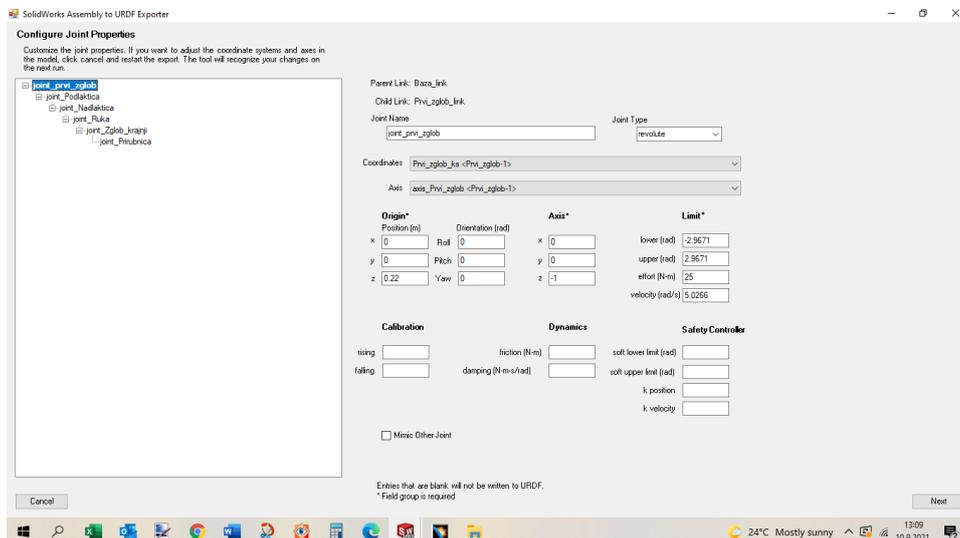 SolidWorks Assembly to URDF Exporter
Configure Joint Properties
Customize the joint properties. If you want to adjust the coordinate systems and axes in
the model, click cancel and restart the export. The tool will recognize your changes on
the next run.
joint_prvi_zglob
joint_Podlaktica
joint_Nadlaktica
joint_Ruka
joint_Zglob_krajnji
joint_Prirubnica
Parent Link: Baza_link
Child Link: Prvi_zglob_link
Joint Name
Joint Type
joint_prvi_zglob
revolute
Coordinates Prvi_zglob_ks <Prvi_zglob-1>
Axis axis_Prvi_zglob <Prvi_zglob-1>
Origin* Axis* Limit*
Position (m) Orientation (rad)
x 0 Roll 0 x 0 lower (rad) -2.9671
y 0 Pitch 0 y 0 upper (rad) 2.9671
z 0.22 Yaw 0 z -1 effort (N-m) 25
velocity (rad/s) 5.0266
Calibration Dynamics Safety Controller
rising friction (N-m) soft lower limit (rad)
falling damping (N-m-s/rad) soft upper limit (rad)
k position
k velocity
Mimic Other Joint
Entries that are blank will not be written to URDF.
* Field group is required
Cancel Next
24°C Mostly sunny 13:09
10.9.2021.